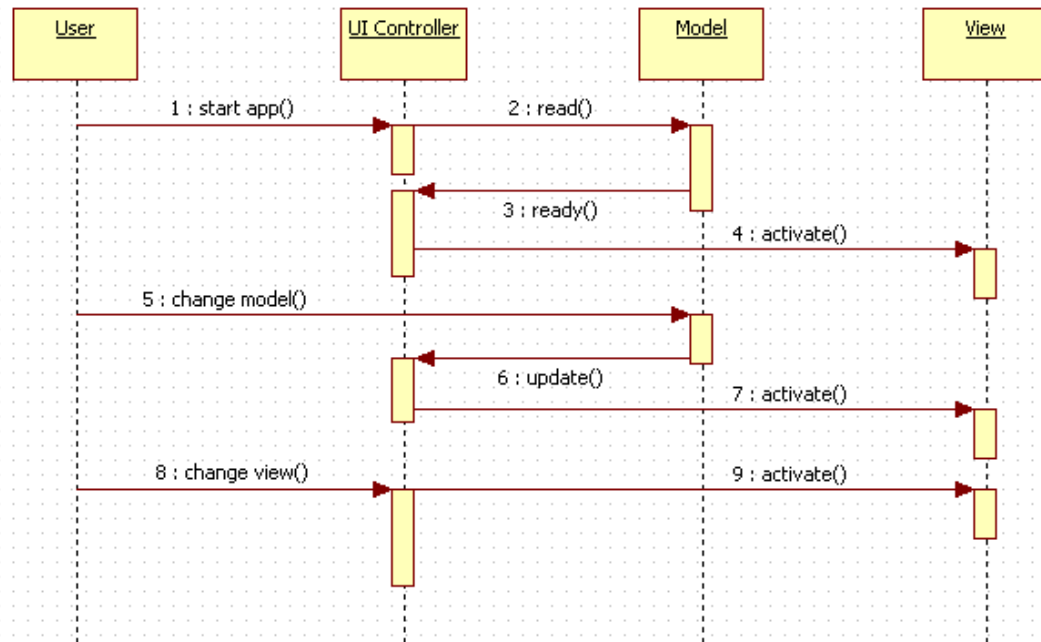 User
UI Controller
Model
View
1 : start app()
2 : read()
3 : ready()
4 : activate()
5 : change model()
6 : update()
7 : activate()
8 : change view()
9 : activate()